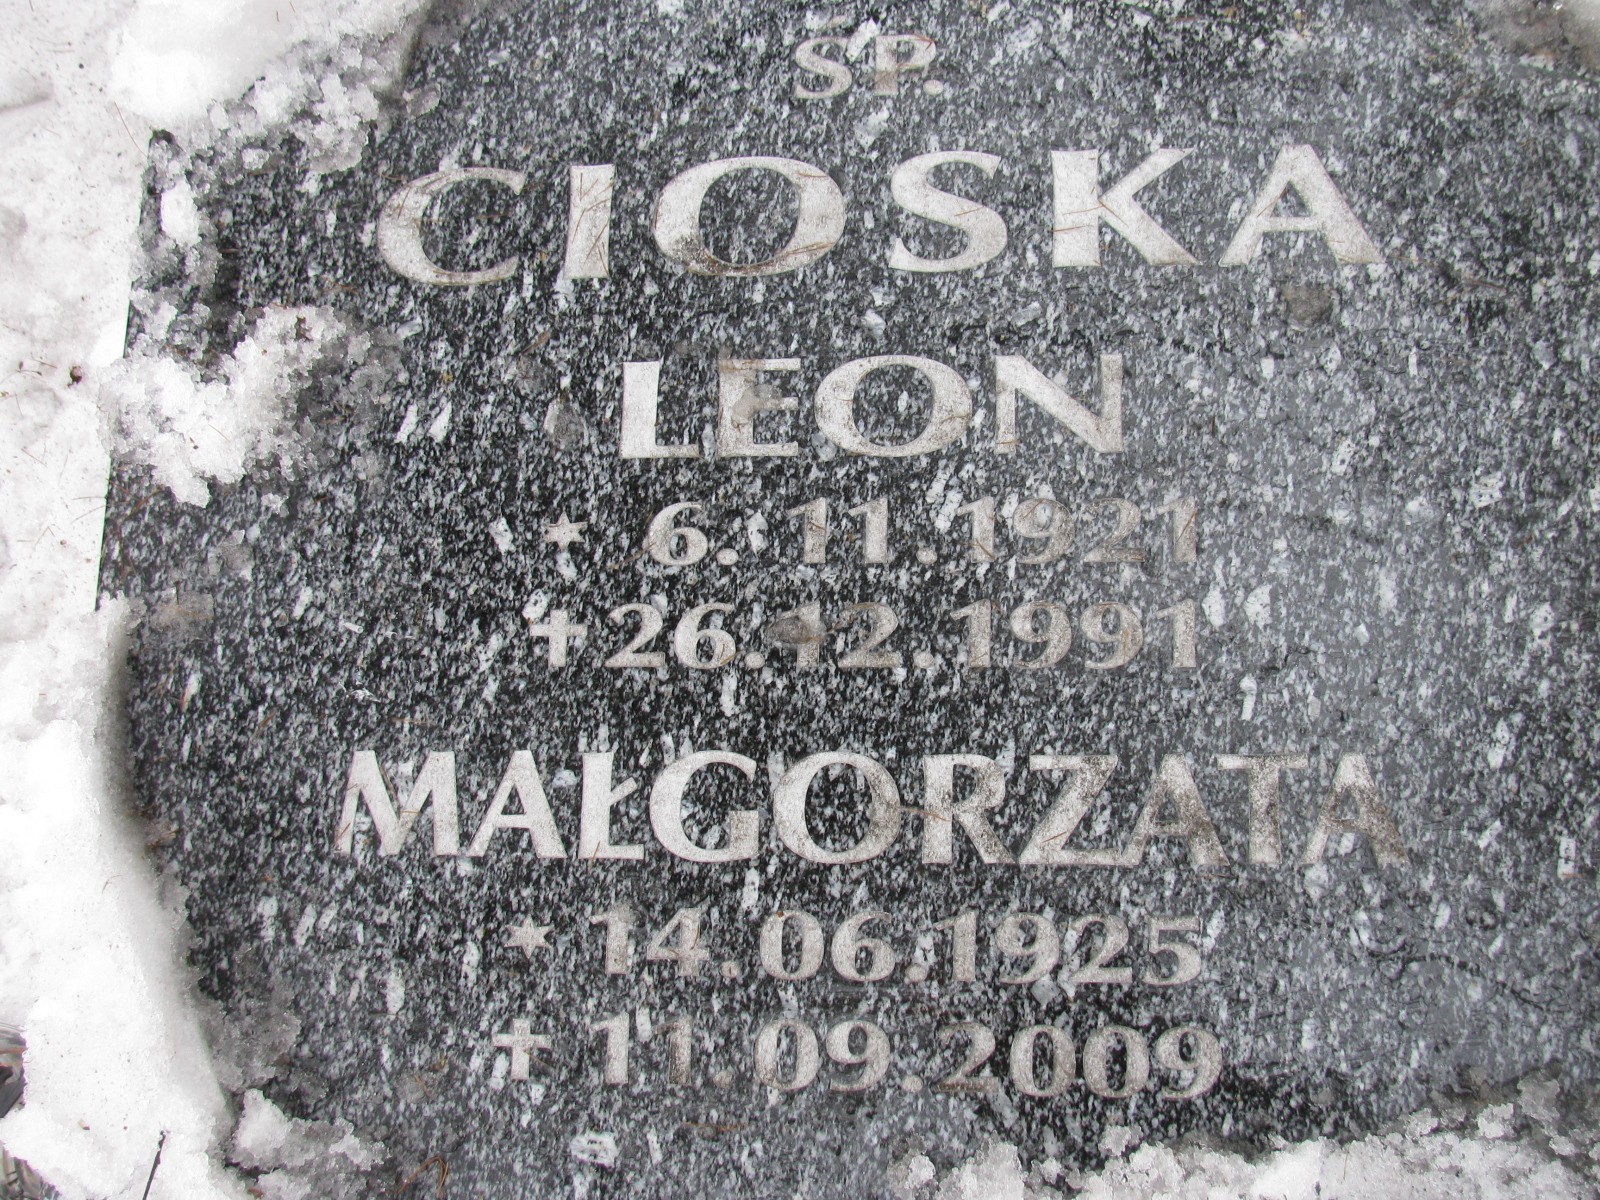 ŚP.
CIOSKA
LEON
* 6.11.1921
+ 26.12.1991
MAŁGORZATA
* 14.06.1925
+ 11.09.2009